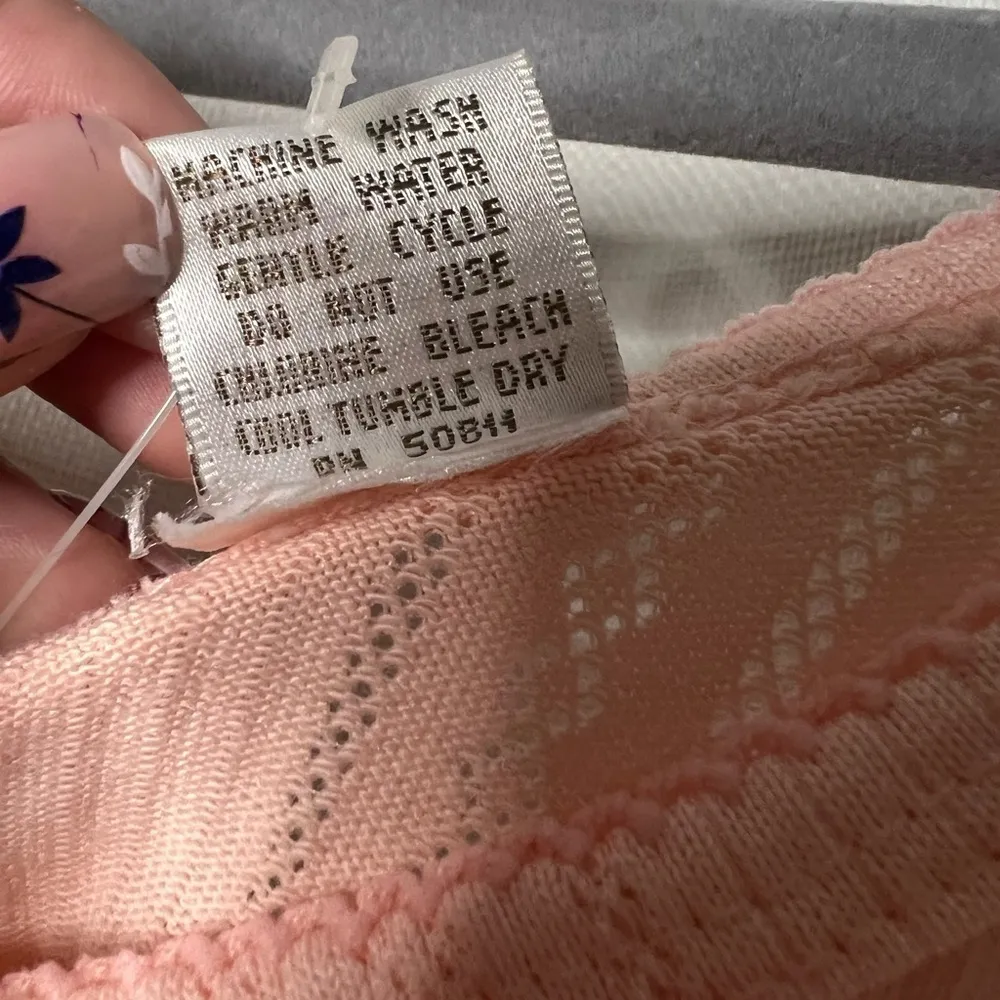 MACHINE WASH
WARM WATER
GENTLE CYCLE
DO NOT USE
CHLORINE BLEACH
COOL TUMBLE DRY
RN 50811